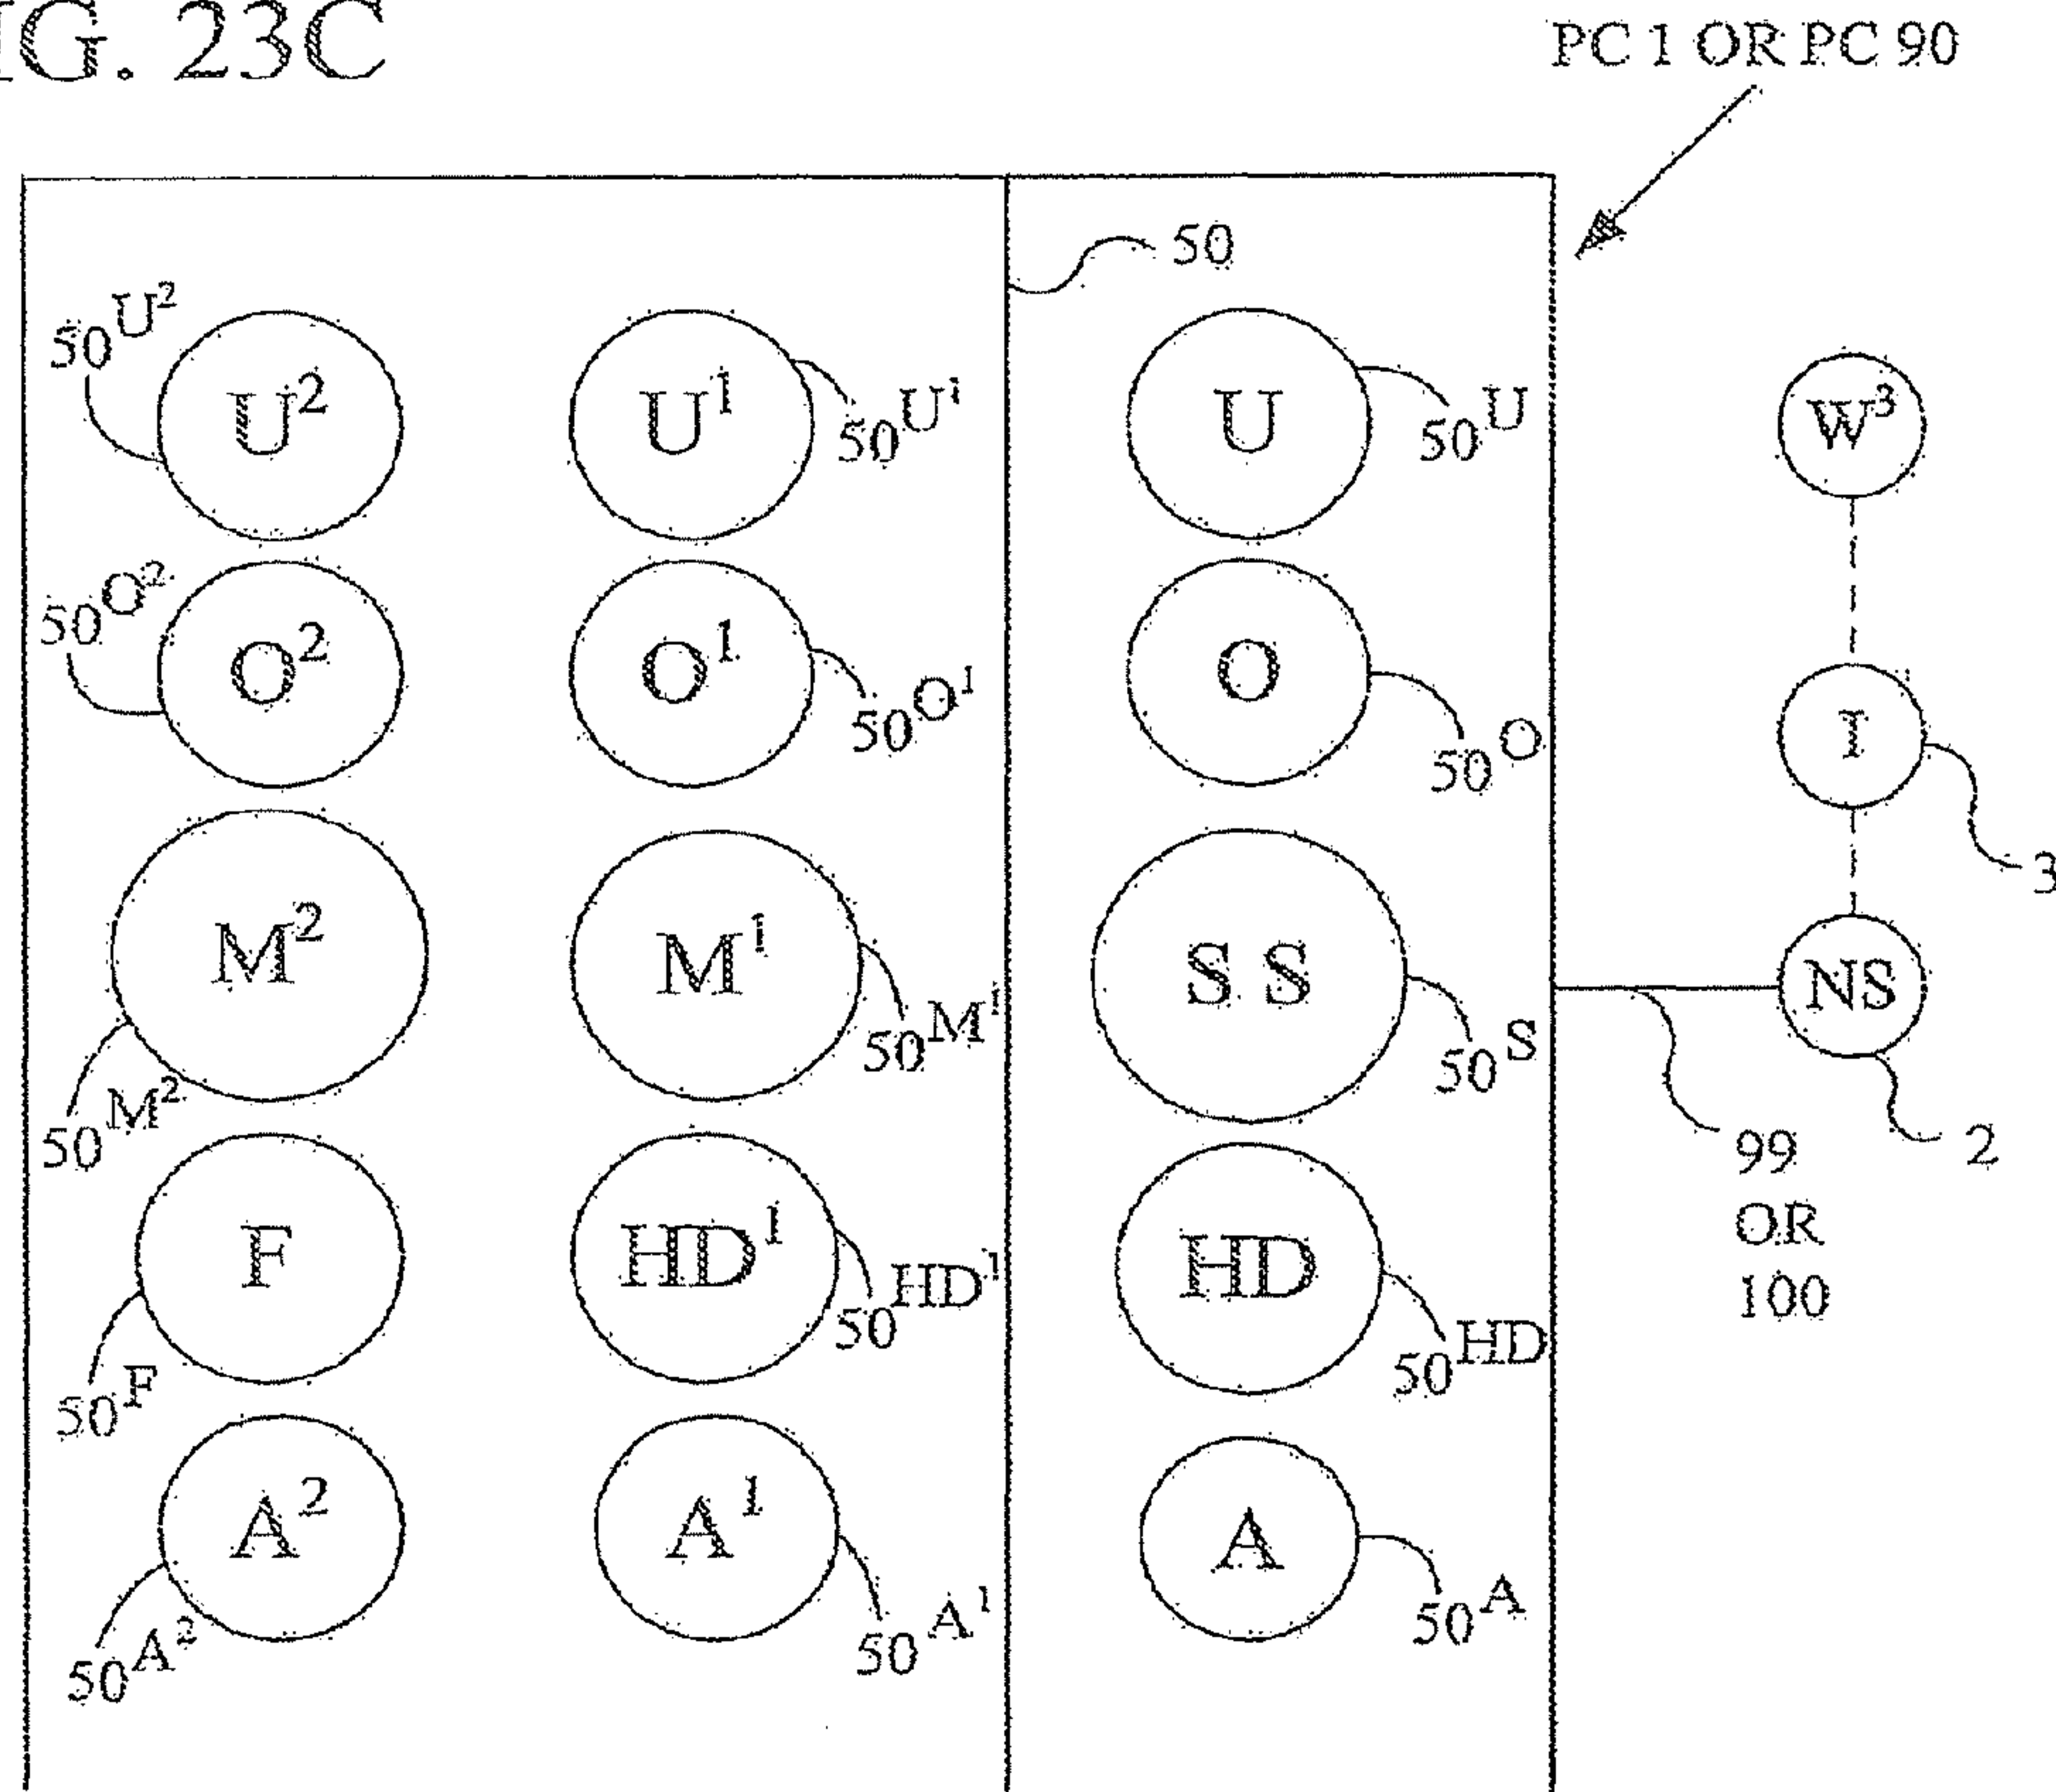 IG. 23C
PC 1 OR PC 90
50
50U²
U²
U¹
50U¹
U
50U
W³
50O²
O²
O¹
50O¹
O
50O
I
3
M²
50M²
M¹
50M¹
S S
50S
NS
2
99
OR
100
F
50F
HD¹
50HD¹
HD
50HD
A²
50A²
A¹
50A¹
A
50A